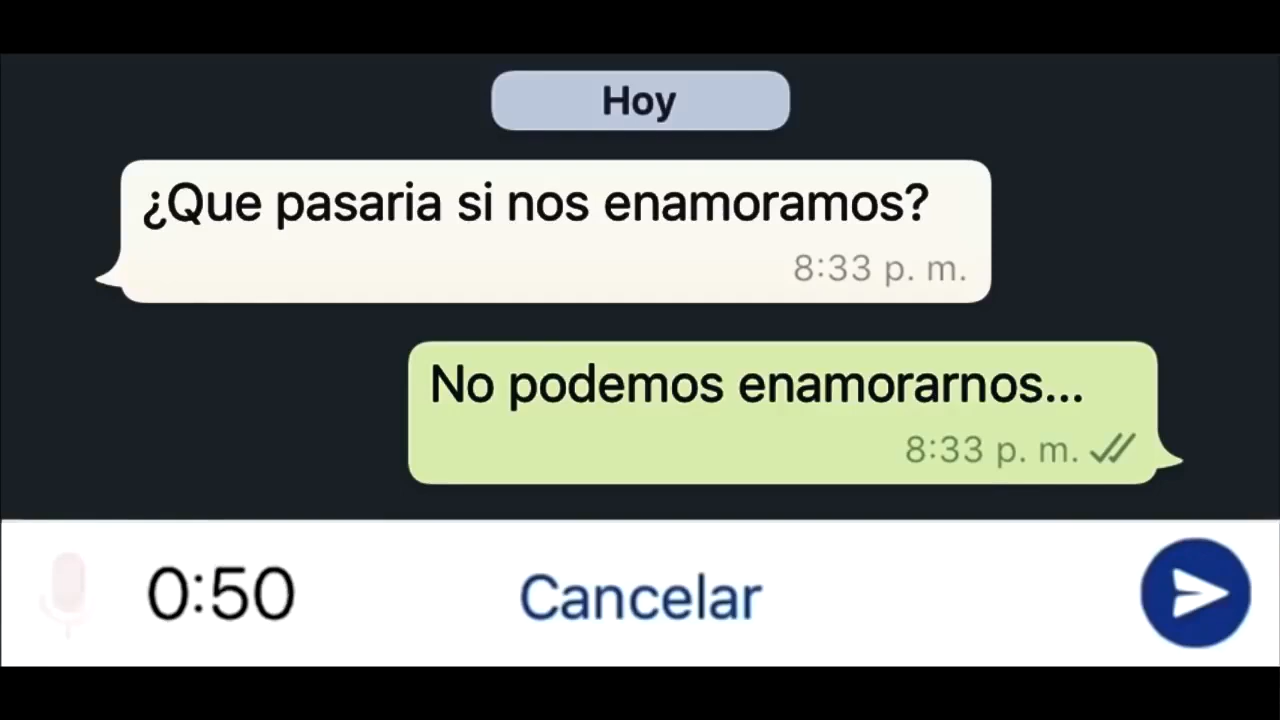 Hoy
¿Que pasaria si nos enamoramos?
8:33 p. m.
No podemos enamorarnos...
8:33 p. m.
0:50
Cancelar